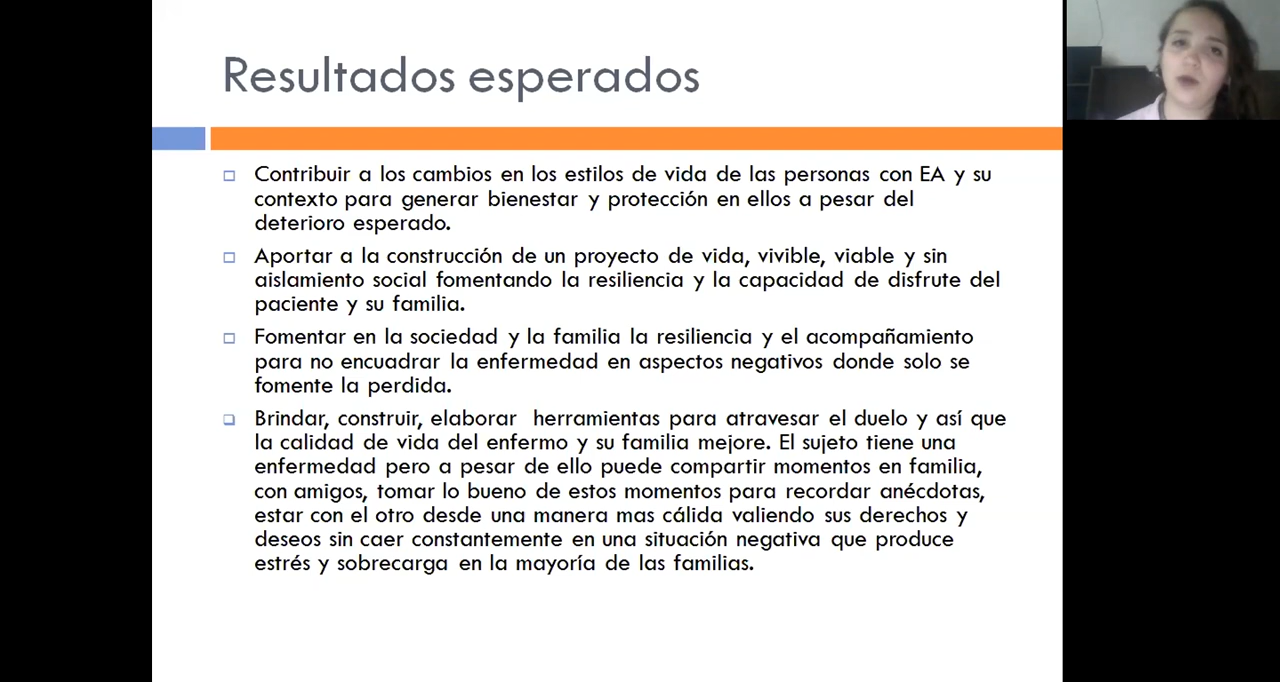 Resultados esperados
Contribuir a los cambios en los estilos de vida de las personas con EA y su
contexto para generar bienestar y protección en ellos a pesar del
deterioro esperado.
Aportar a la construcción de un proyecto de vida, vivible, viable y sin
aislamiento social fomentando la resiliencia y la capacidad de disfrute del
paciente y su familia.
Fomentar en la sociedad y la familia la resiliencia y el acompañamiento
para no encuadrar la enfermedad en aspectos negativos donde solo se
fomente la perdida.
Brindar, construir, elaborar herramientas para atravesar el duelo y así que
la calidad de vida del enfermo y su familia mejore. El sujeto tiene una
enfermedad pero a pesar de ello puede compartir momentos en familia,
con amigos, tomar lo bueno de estos momentos para recordar anécdotas,
estar con el otro desde una manera mas cálida valiendo sus derechos y
deseos sin caer constantemente en una situación negativa que produce
estrés y sobrecarga en la mayoría de las familias.